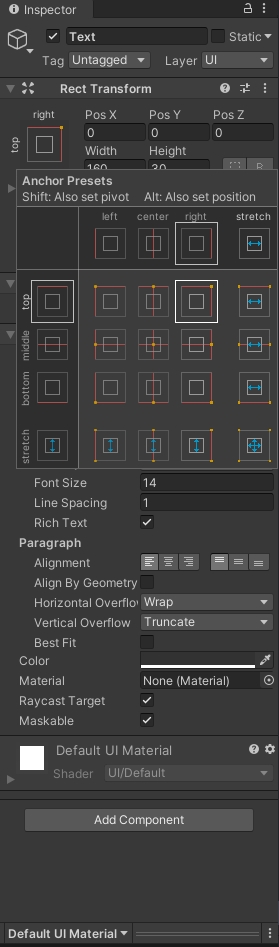 Inspector
Text
Static
Tag Untagged Layer UI
Rect Transform
right
top
Pos X Pos Y Pos Z
0 0 0
Width Height
160 30
R
Anchor Presets
Shift: Also set pivot Alt: Also set position
left center right stretch
top
middle
bottom
stretch
Font Size 14
Line Spacing 1
Rich Text
Paragraph
Alignment
Align By Geometry
Horizontal Overflow Wrap
Vertical Overflow Truncate
Best Fit
Color
Material None (Material)
Raycast Target
Maskable
Default UI Material
Shader UI/Default
Add Component
Default UI Material